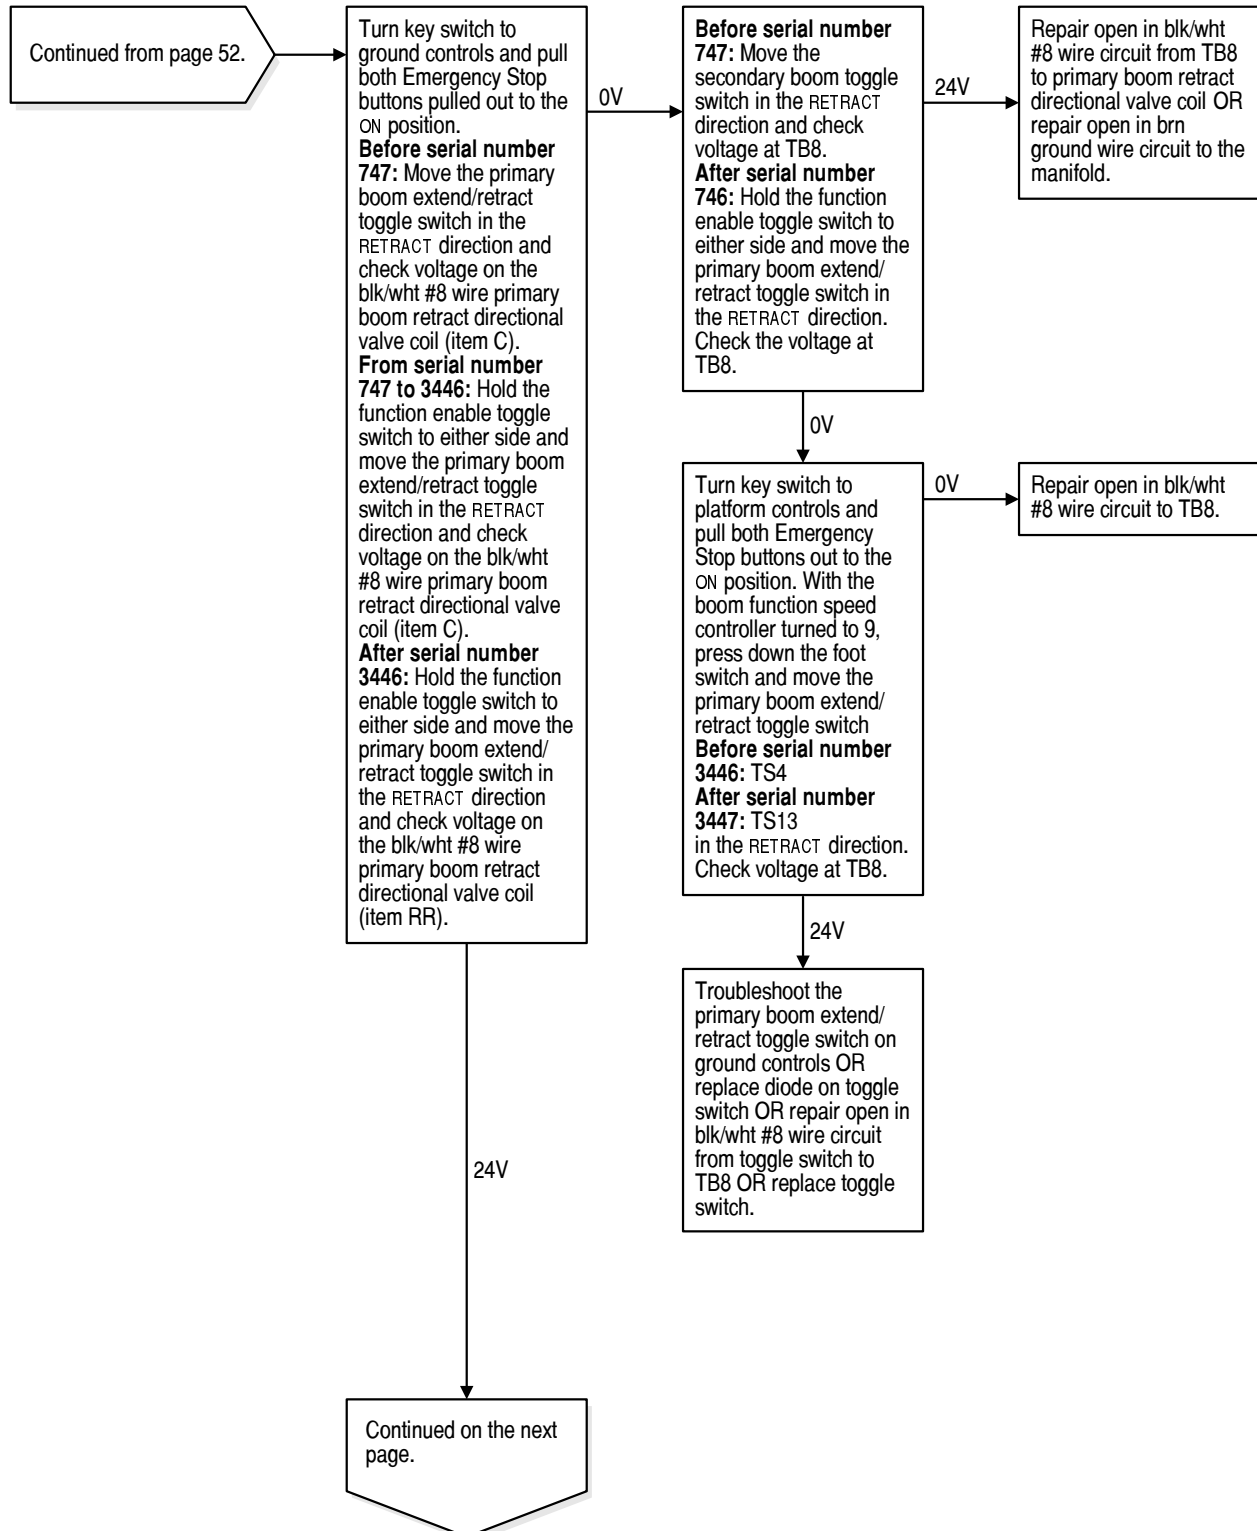 Continued from page 52.
Turn key switch to
ground controls and pull
both Emergency Stop
buttons pulled out to the
ON position.
Before serial number
747: Move the primary
boom extend/retract
toggle switch in the
RETRACT direction and
check voltage on the
blk/wht #8 wire primary
boom retract directional
valve coil (item C).
From serial number
747 to 3446: Hold the
function enable toggle
switch to either side and
move the primary boom
extend/retract toggle
switch in the RETRACT
direction and check
voltage on the blk/wht
#8 wire primary boom
retract directional valve
coil (item C).
After serial number
3446: Hold the function
enable toggle switch to
either side and move the
primary boom extend/
retract toggle switch in
the RETRACT direction
and check voltage on
the blk/wht #8 wire
primary boom retract
directional valve coil
(item RR).
0V
Before serial number
747: Move the
secondary boom toggle
switch in the RETRACT
direction and check
voltage at TB8.
After serial number
746: Hold the function
enable toggle switch to
either side and move the
primary boom extend/
retract toggle switch in
the RETRACT direction.
Check the voltage at
TB8.
24V
Repair open in blk/wht
#8 wire circuit from TB8
to primary boom retract
directional valve coil OR
repair open in brn
ground wire circuit to the
manifold.
0V
Turn key switch to
platform controls and
pull both Emergency
Stop buttons out to the
ON position. With the
boom function speed
controller turned to 9,
press down the foot
switch and move the
primary boom extend/
retract toggle switch
Before serial number
3446: TS4
After serial number
3447: TS13
in the RETRACT direction.
Check voltage at TB8.
0V
Repair open in blk/wht
#8 wire circuit to TB8.
24V
Troubleshoot the
primary boom extend/
retract toggle switch on
ground controls OR
replace diode on toggle
switch OR repair open in
blk/wht #8 wire circuit
from toggle switch to
TB8 OR replace toggle
switch.
24V
Continued on the next
page.